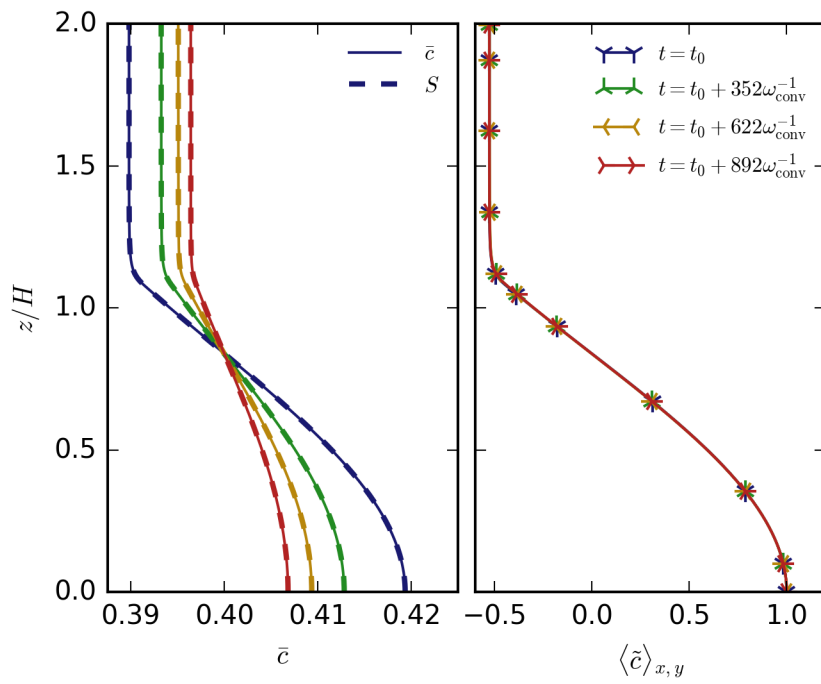 2.0
1.5
1.0
0.5
0.0
z/H
0.39 0.40 0.41 0.42
c̄
c̄
S
t = t₀
t = t₀ + 352ω_conv⁻¹
t = t₀ + 622ω_conv⁻¹
t = t₀ + 892ω_conv⁻¹
−0.5 0.0 0.5 1.0
⟨c̃⟩ₓ,ᵧ